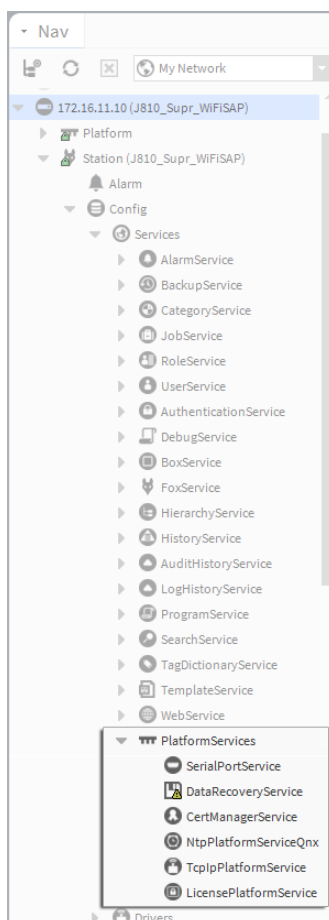 Nav
My Network
172.16.11.10 (J810_Supr_WiFiSAP)
Platform
Station (J810_Supr_WiFiSAP)
Alarm
Config
Services
AlarmService
BackupService
CategoryService
JobService
RoleService
UserService
AuthenticationService
DebugService
BoxService
FoxService
HierarchyService
HistoryService
AuditHistoryService
LogHistoryService
ProgramService
SearchService
TagDictionaryService
TemplateService
WebService
PlatformServices
SerialPortService
DataRecoveryService
CertManagerService
NtpPlatformServiceQnx
TcpIpPlatformService
LicensePlatformService
Drivers